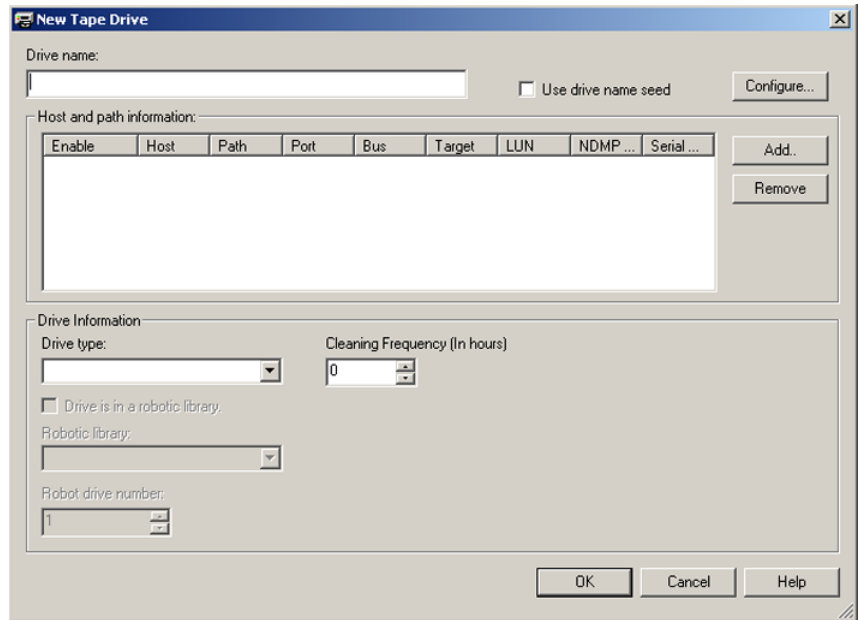 New Tape Drive
Drive name:
Use drive name seed
Configure...
Host and path information:
Enable Host Path Port Bus Target LUN NDMP ... Serial ...
Add..
Remove
Drive Information
Drive type:
Cleaning Frequency (In hours)
0
Drive is in a robotic library.
Robotic library:
Robot drive number:
1
OK Cancel Help